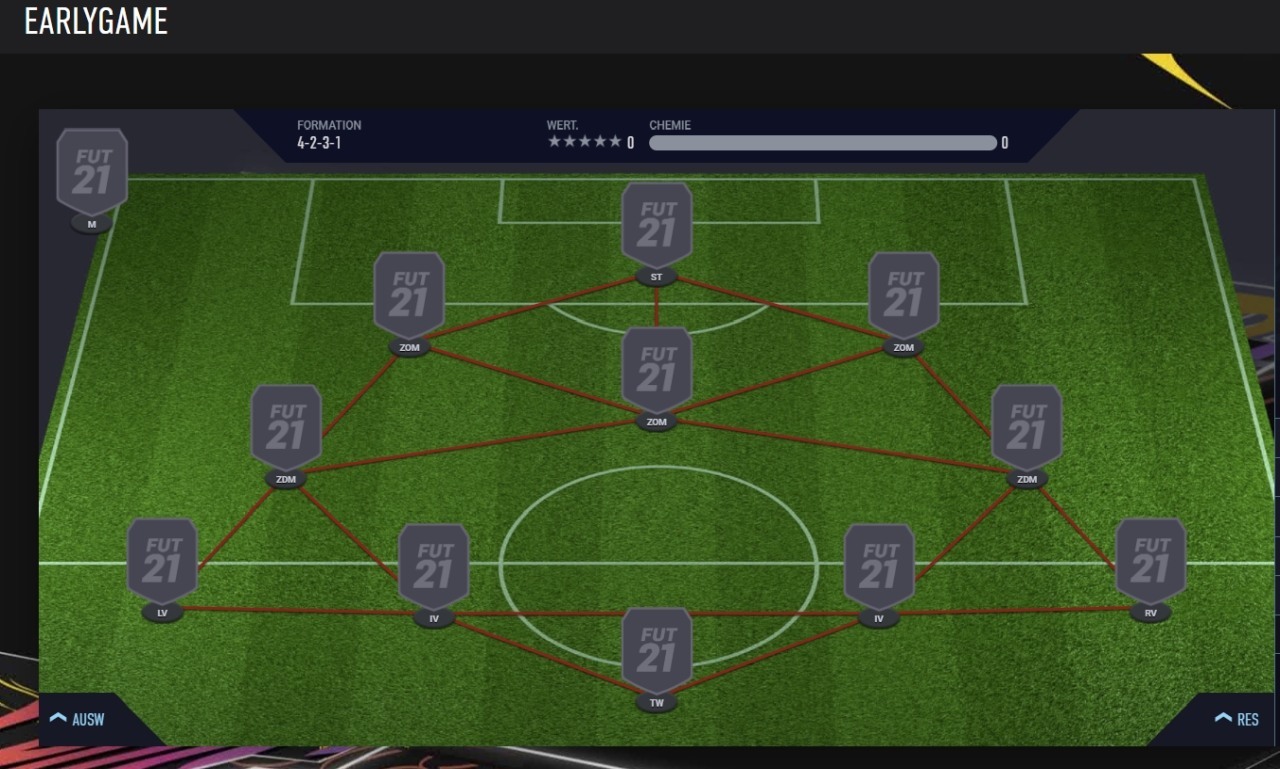 EARLYGAME
FORMATION
4-2-3-1
WERT.
0
CHEMIE
0
FUT
21
M
FUT
21
ST
FUT
21
ZOM
FUT
21
ZOM
FUT
21
ZOM
FUT
21
ZDM
FUT
21
ZDM
FUT
21
LV
FUT
21
IV
FUT
21
IV
FUT
21
RV
FUT
21
TW
AUSW
RES